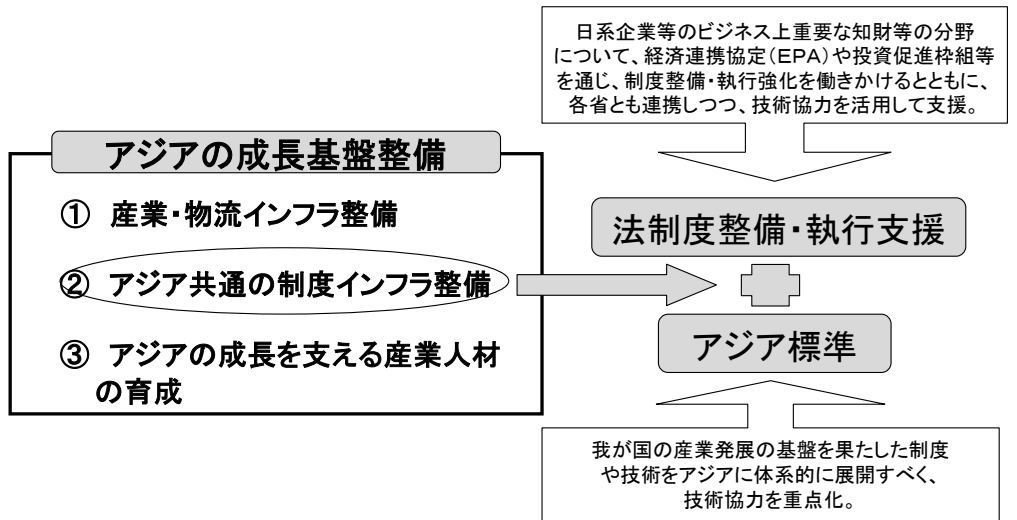 アジアの成長基盤整備
① 産業・物流インフラ整備
② アジア共通の制度インフラ整備
③ アジアの成長を支える産業人材
の育成
日系企業等のビジネス上重要な知財等の分野
について、経済連携協定(EPA)や投資促進枠組等
を通じ、制度整備・執行強化を働きかけるとともに、
各省とも連携しつつ、技術協力を活用して支援。
法制度整備・執行支援
アジア標準
我が国の産業発展の基盤を果たした制度
や技術をアジアに体系的に展開すべく、
技術協力を重点化。